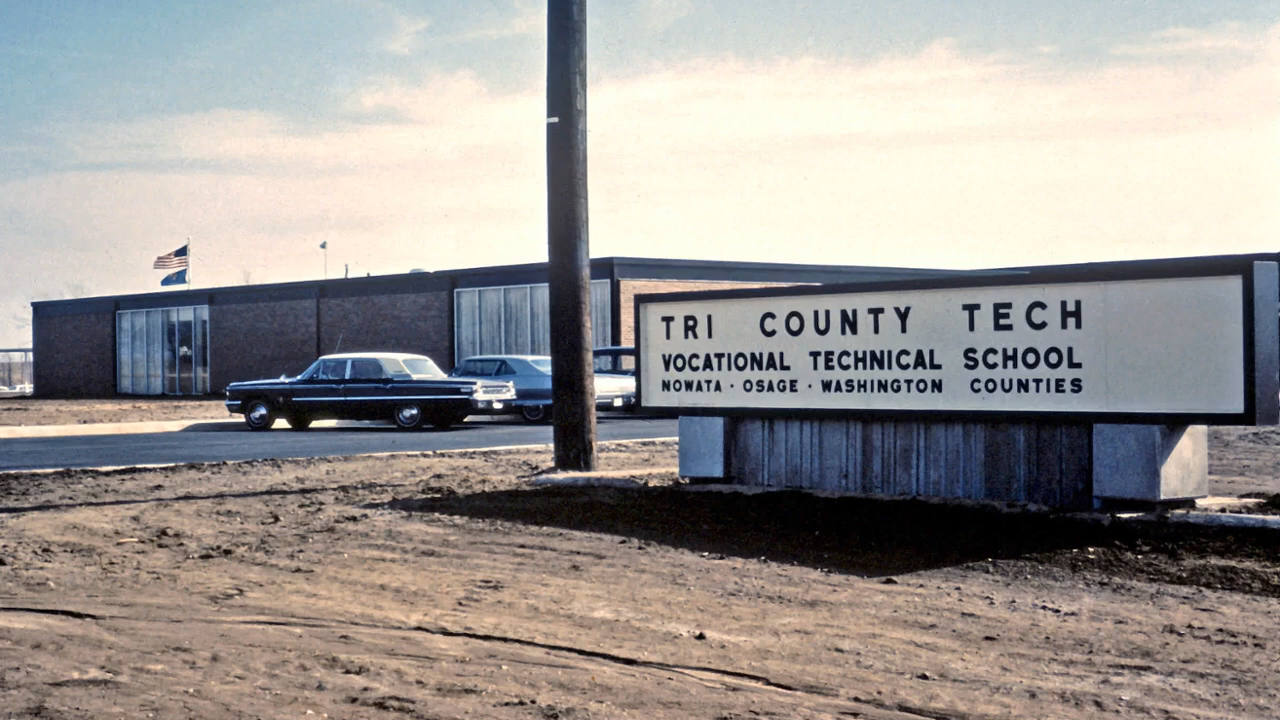 TRI COUNTY TECH
VOCATIONAL TECHNICAL SCHOOL
NOWATA · OSAGE · WASHINGTON COUNTIES